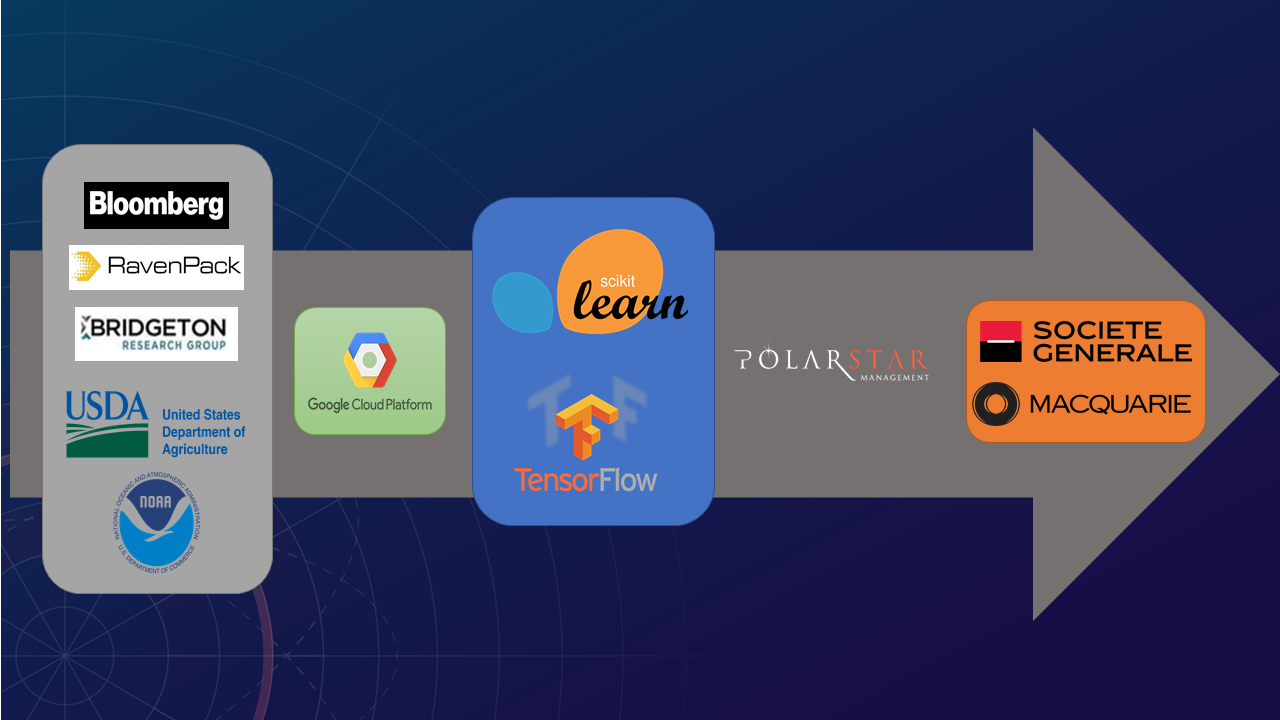 Bloomberg
RavenPack
BRIDGETON
RESEARCH GROUP
USDA
United States
Department of
Agriculture
NATIONAL OCEANIC AND ATMOSPHERIC ADMINISTRATION
NOAA
U.S. DEPARTMENT OF COMMERCE
Google Cloud Platform
scikit
learn
TensorFlow
POLARSTAR
MANAGEMENT
SOCIETE
GENERALE
MACQUARIE